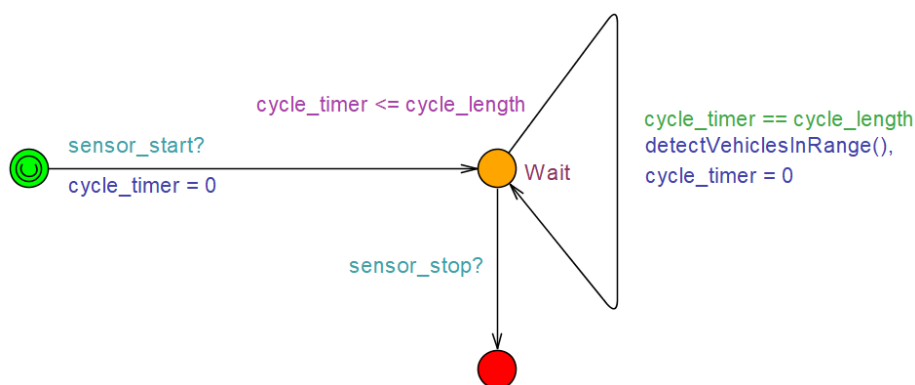 cycle_timer <= cycle_length
cycle_timer == cycle_length
sensor_start?
detectVehiclesInRange(),
Wait
cycle_timer = 0
cycle_timer = 0
sensor_stop?